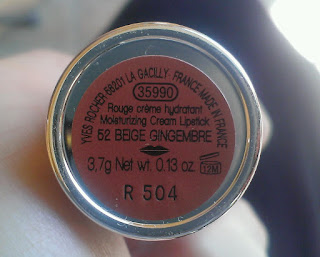 YVES ROCHER 56201 LA GACILLY FRANCE MADE IN FRANCE
35990
Rouge crème hydratant
Moisturizing Cream Lipstick
52 BEIGE GINGEMBRE
3,7g Net wt. 0.13 oz.
12M
R 504